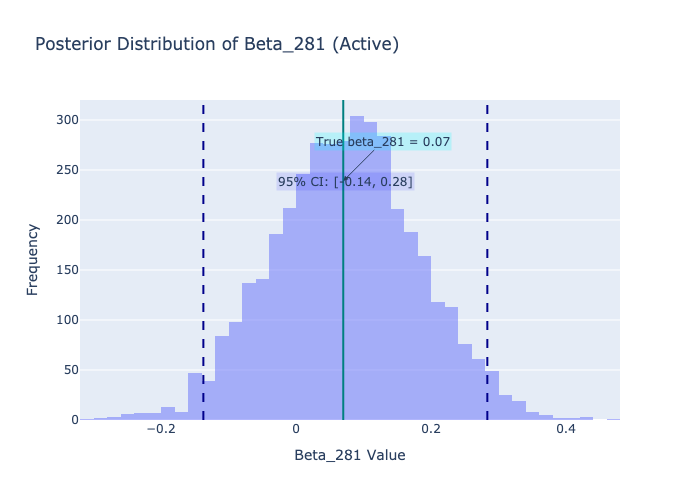 Posterior Distribution of Beta_281 (Active)
300
250
200
150
100
50
0
Frequency
True beta_281 = 0.07
95% CI: [-0.14, 0.28]
−0.2
0
0.2
0.4
Beta_281 Value